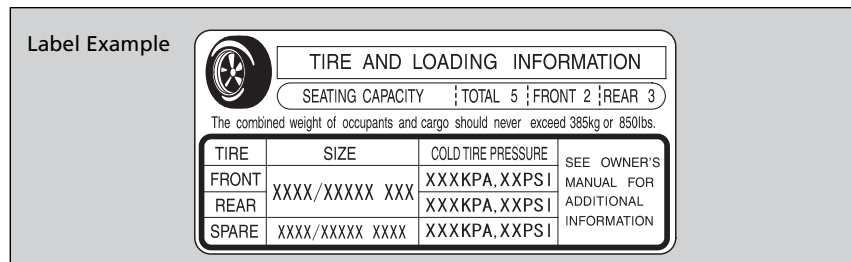 Label Example
TIRE AND LOADING INFORMATION
SEATING CAPACITY TOTAL 5 FRONT 2 REAR 3
The combined weight of occupants and cargo should never exceed 385kg or 850lbs.
TIRE SIZE COLD TIRE PRESSURE SEE OWNER'S MANUAL FOR ADDITIONAL INFORMATION
FRONT XXXX/XXXXX XXX XXXKPA,XXPSI
REAR XXXKPA,XXPSI
SPARE XXXX/XXXXX XXXX XXXKPA,XXPSI